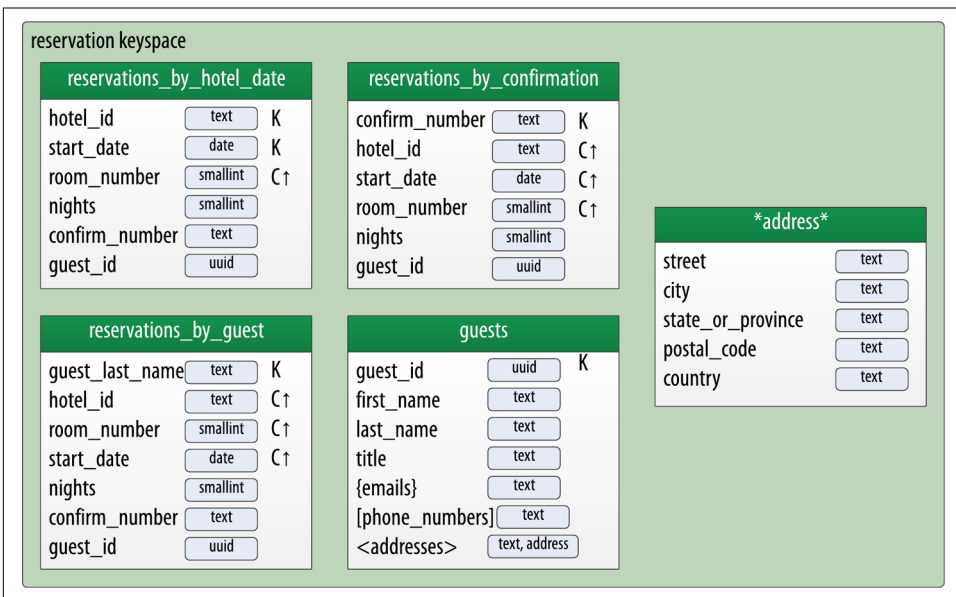 reservation keyspace
reservations_by_hotel_date
hotel_id text K
start_date date K
room_number smallint C↑
nights smallint
confirm_number text
guest_id uuid
reservations_by_confirmation
confirm_number text K
hotel_id text C↑
start_date date C↑
room_number smallint C↑
nights smallint
guest_id uuid
reservations_by_guest
guest_last_name text K
hotel_id text C↑
room_number smallint C↑
start_date date C↑
nights smallint
confirm_number text
guest_id uuid
guests
guest_id uuid K
first_name text
last_name text
title text
{emails} text
[phone_numbers] text
<addresses> text, address
*address*
street text
city text
state_or_province text
postal_code text
country text